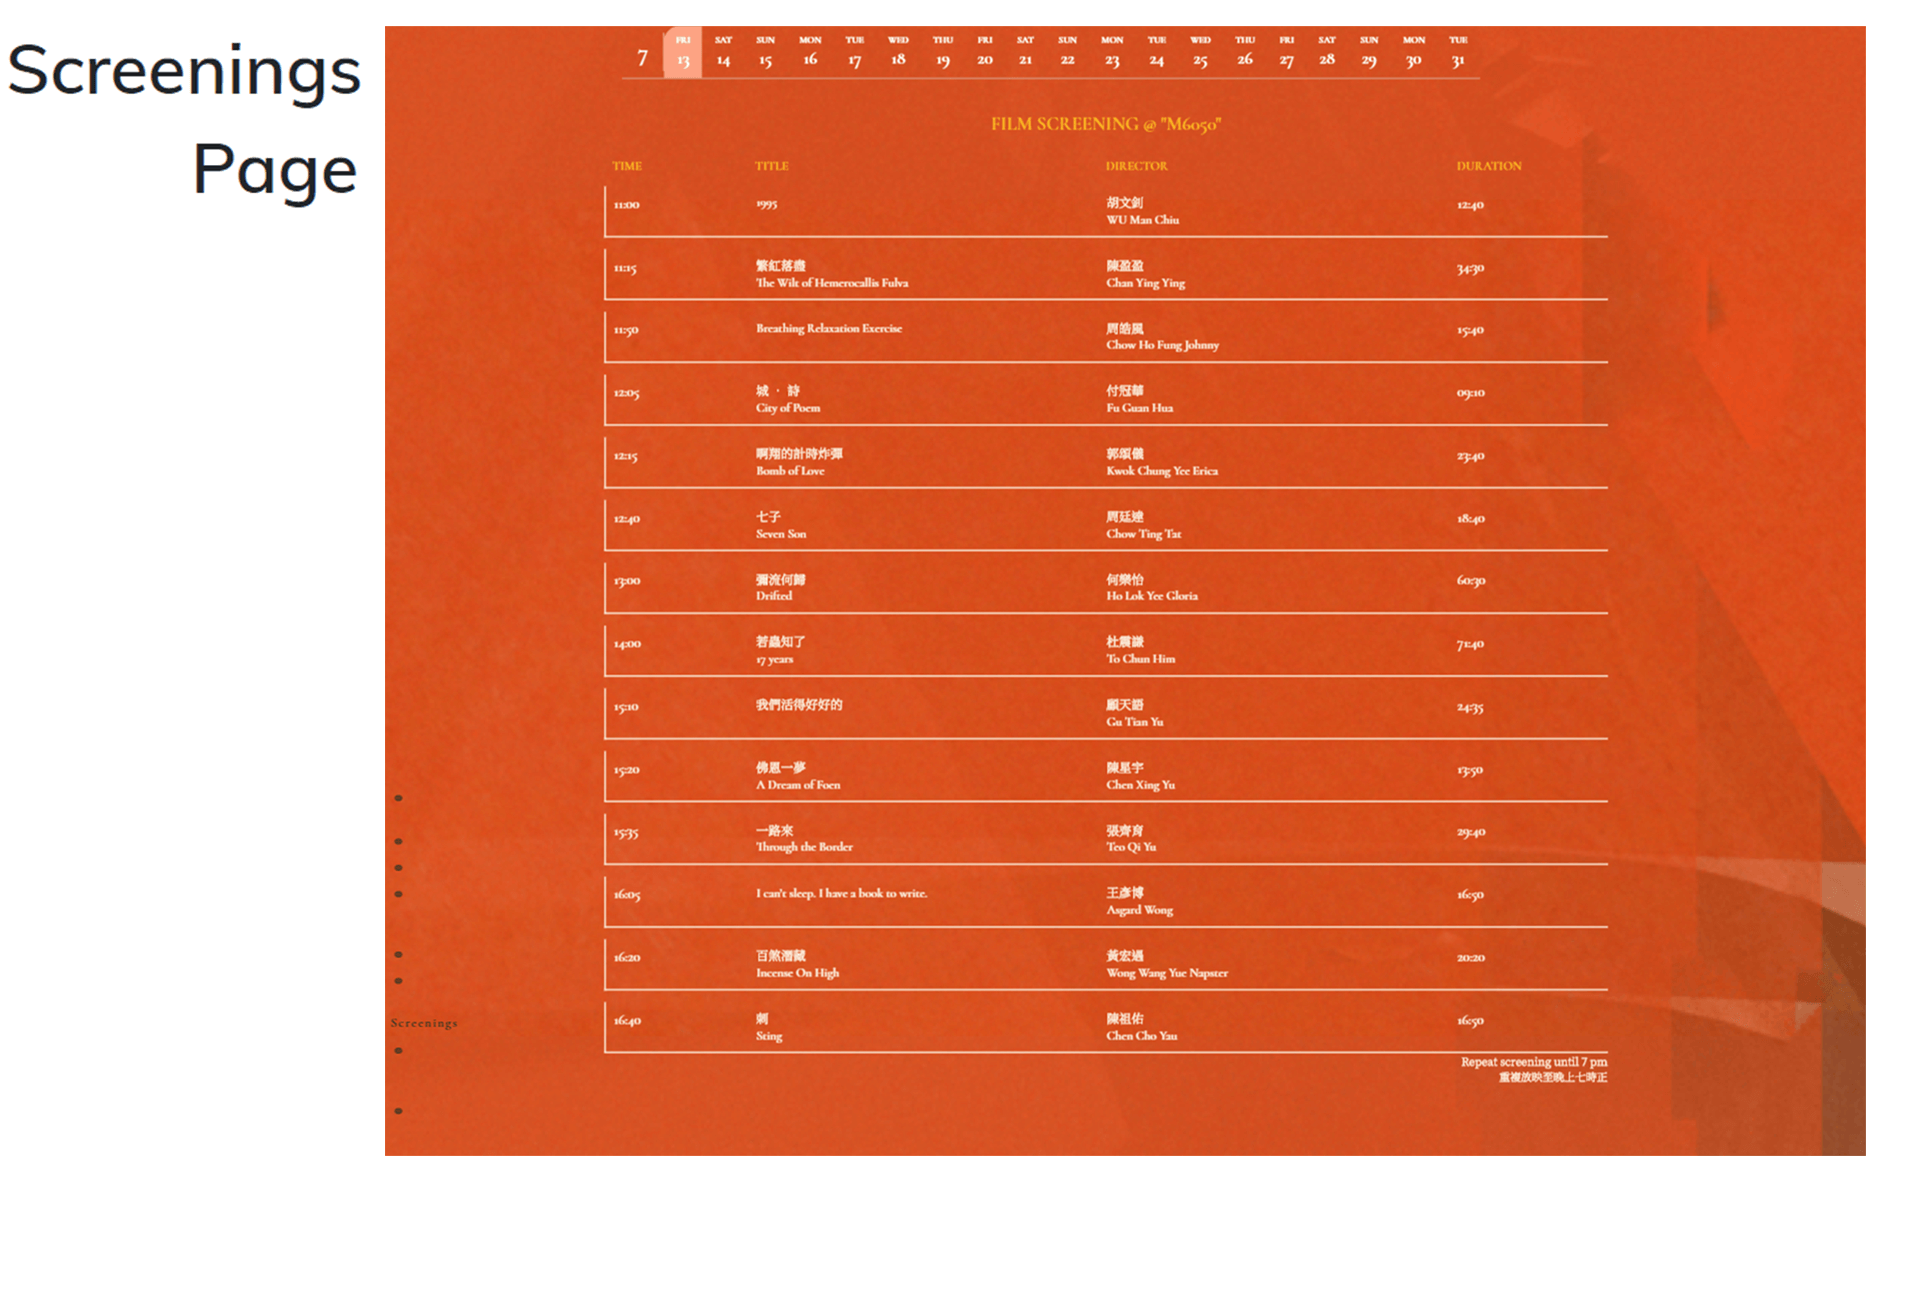 Screenings
Page
7
FRI SAT SUN MON TUE WED THU FRI SAT SUN MON TUE WED THU FRI SAT SUN MON TUE
13 14 15 16 17 18 19 20 21 22 23 24 25 26 27 28 29 30 31
FILM SCREENING @ "M6050"
TIME TITLE DIRECTOR DURATION
11:00 1995 胡文釗 12:40
WU Man Chiu
11:15 繁紅落盡 陳盈盈 34:30
The Wilt of Hemerocallis Fulva Chan Ying Ying
11:50 Breathing Relaxation Exercise 周皓風 15:40
Chow Ho Fung Johnny
12:05 城 · 詩 付冠華 09:10
City of Poem Fu Guan Hua
12:15 啊翔的計時炸彈 郭頌儀 23:40
Bomb of Love Kwok Chung Yee Erica
12:40 七子 周廷達 18:40
Seven Son Chow Ting Tat
13:00 彌流何歸 何樂怡 60:30
Drifted Ho Lok Yee Gloria
14:00 若蟲知了 杜震謙 71:40
17 years To Chun Him
15:10 我們活得好好的 顧天語 24:35
Gu Tian Yu
15:20 佛恩一夢 陳星宇 13:50
A Dream of Foen Chen Xing Yu
15:35 一路來 張齊育 29:40
Through the Border Teo Qi Yu
16:05 I can't sleep. I have a book to write. 王彥博 16:50
Asgard Wong
16:20 百煞潛藏 黃宏遇 20:20
Incense On High Wong Wang Yue Napster
16:40 刺 陳祖佑 16:50
Sting Chen Cho Yau
Repeat screening until 7 pm
重複放映至晚上七時正
Screenings